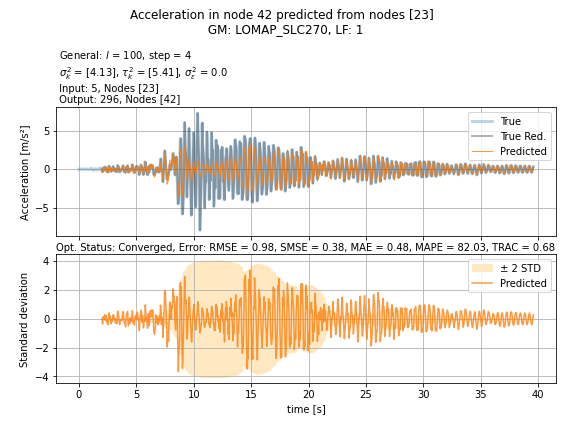 Acceleration in node 42 predicted from nodes [23]
GM: LOMAP_SLC270, LF: 1
General: l = 100, step = 4
σ²ₖ = [4.13], τ²ₖ = [5.41], σ²ε = 0.0
Input: 5, Nodes [23]
Output: 296, Nodes [42]
Acceleration [m/s²]
5
0
−5
True
True Red.
Predicted
Opt. Status: Converged, Error: RMSE = 0.98, SMSE = 0.38, MAE = 0.48, MAPE = 82.03, TRAC = 0.68
Standard deviation
4
2
0
−2
−4
± 2 STD
Predicted
0 5 10 15 20 25 30 35 40
time [s]